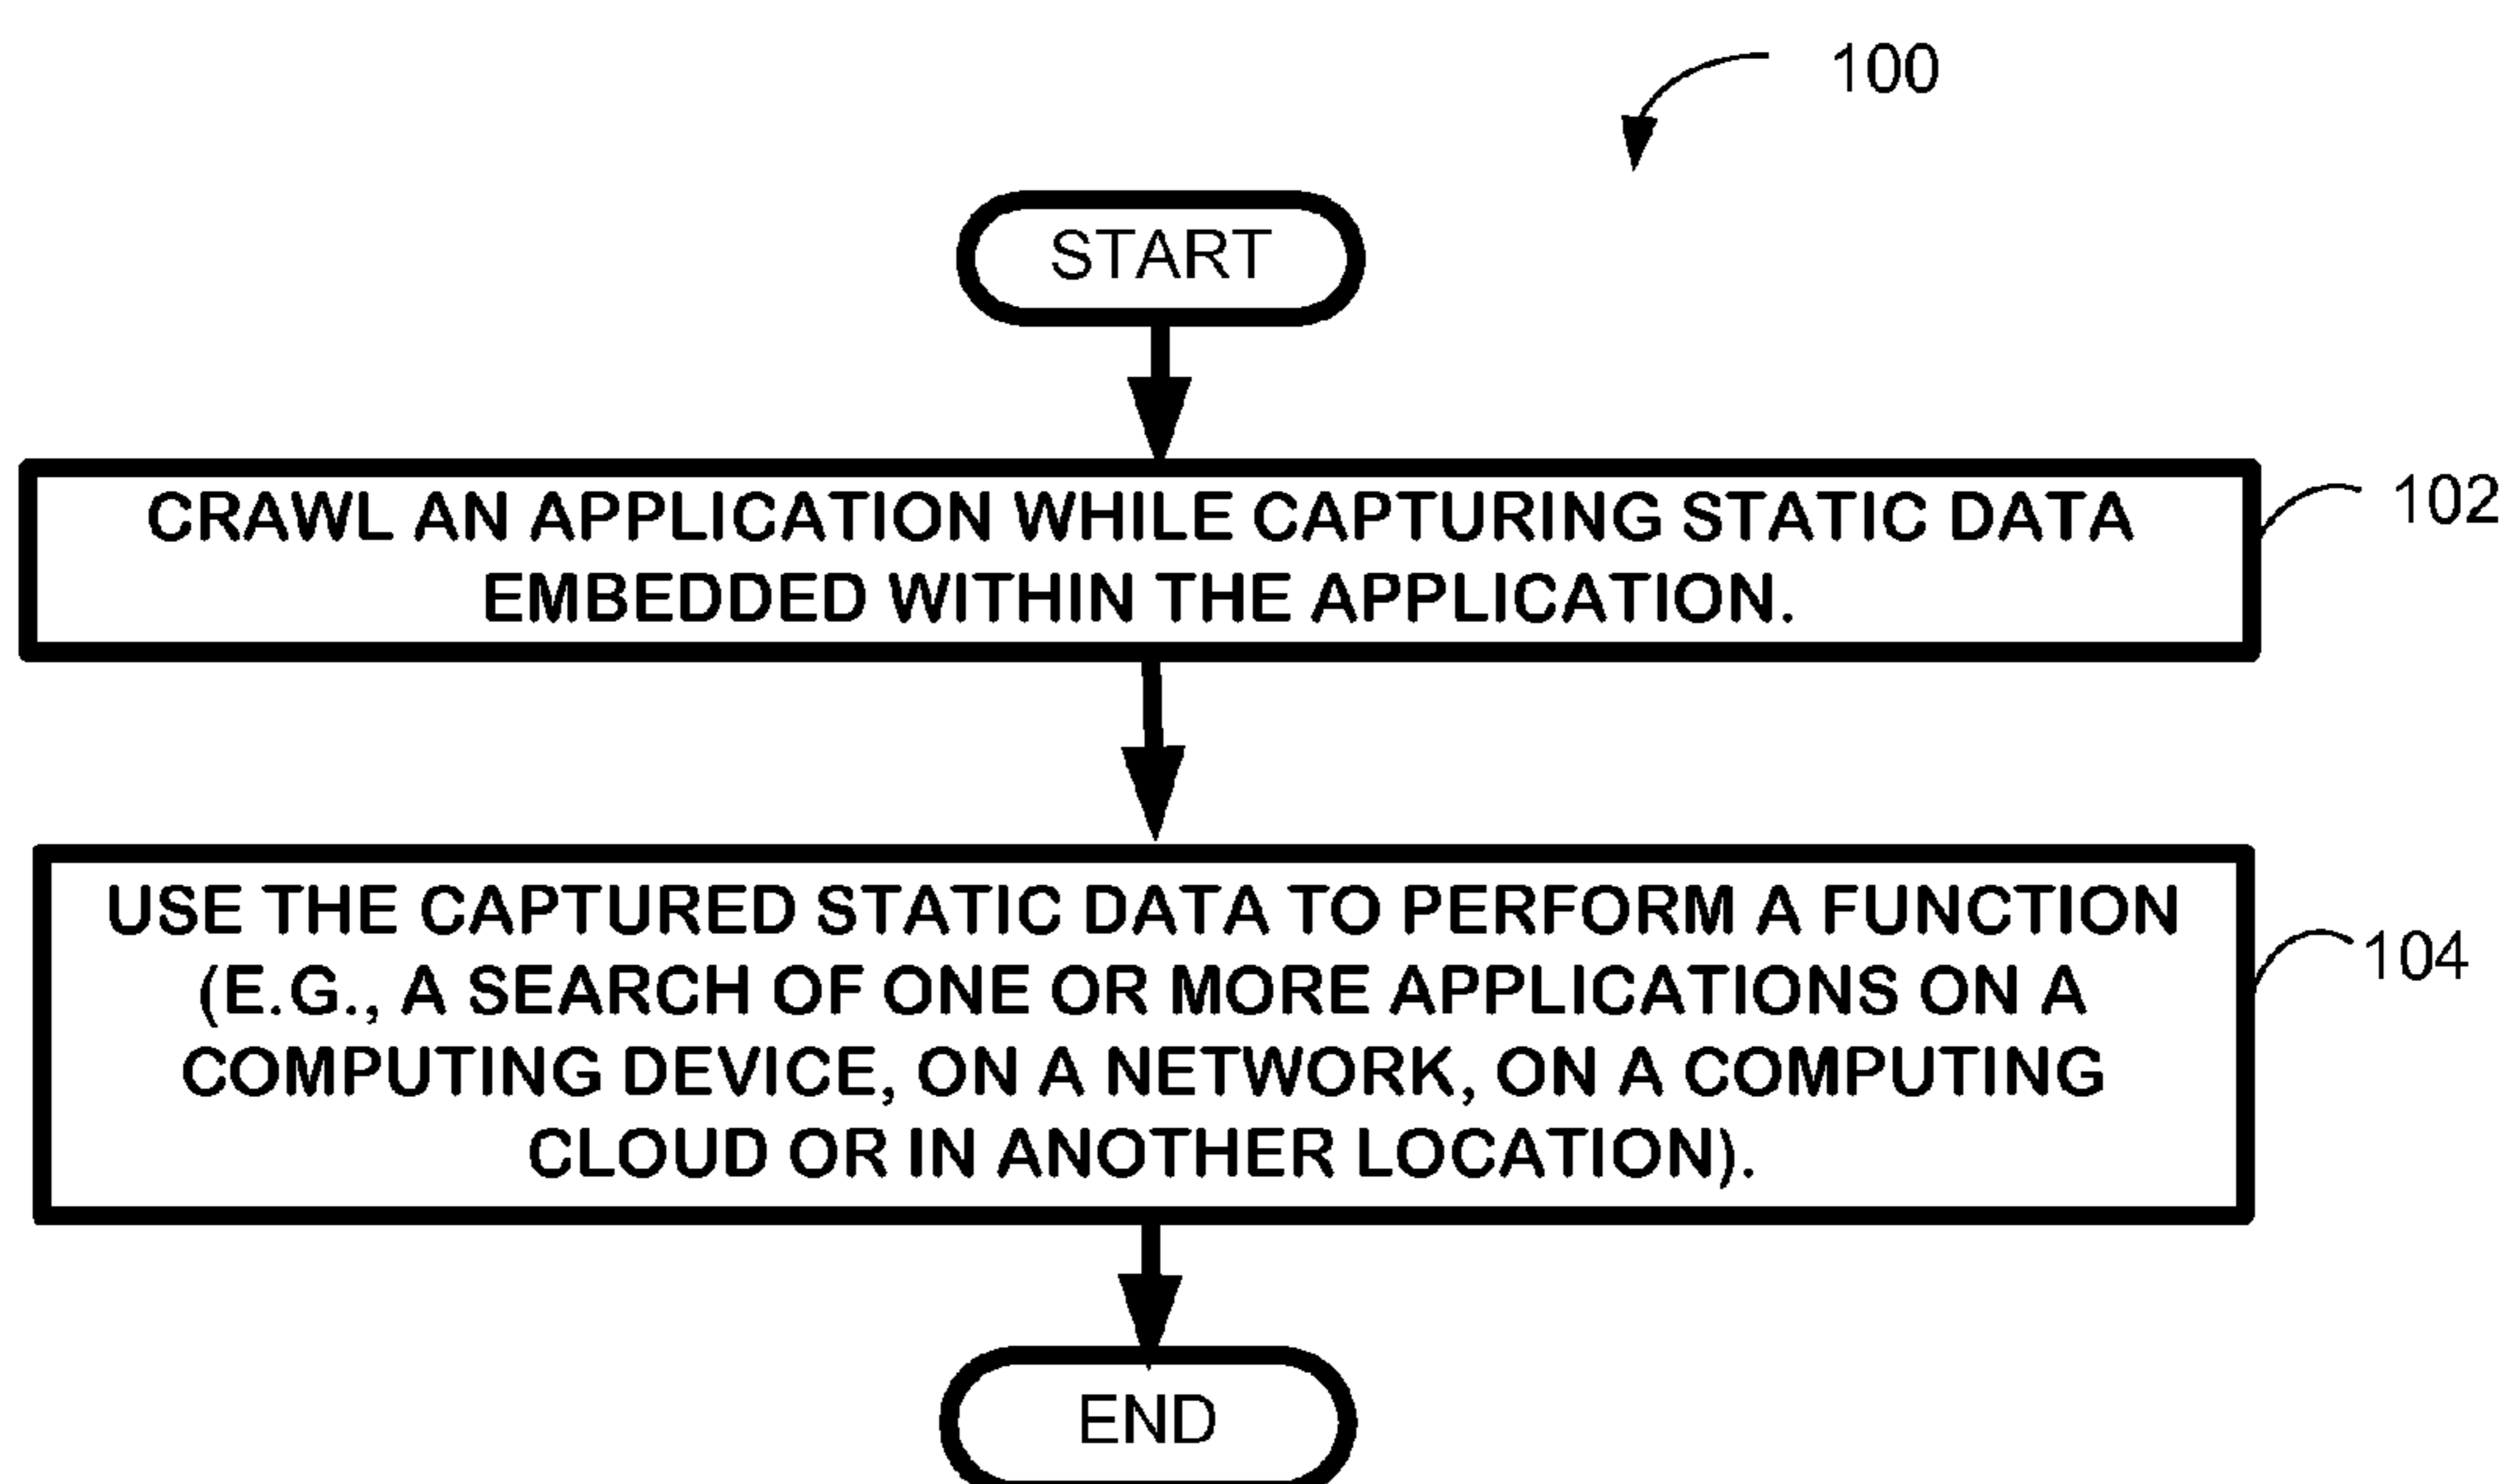 100
START
CRAWL AN APPLICATION WHILE CAPTURING STATIC DATA
EMBEDDED WITHIN THE APPLICATION.
102
USE THE CAPTURED STATIC DATA TO PERFORM A FUNCTION
(E.G., A SEARCH OF ONE OR MORE APPLICATIONS ON A
COMPUTING DEVICE, ON A NETWORK, ON A COMPUTING
CLOUD OR IN ANOTHER LOCATION).
104
END